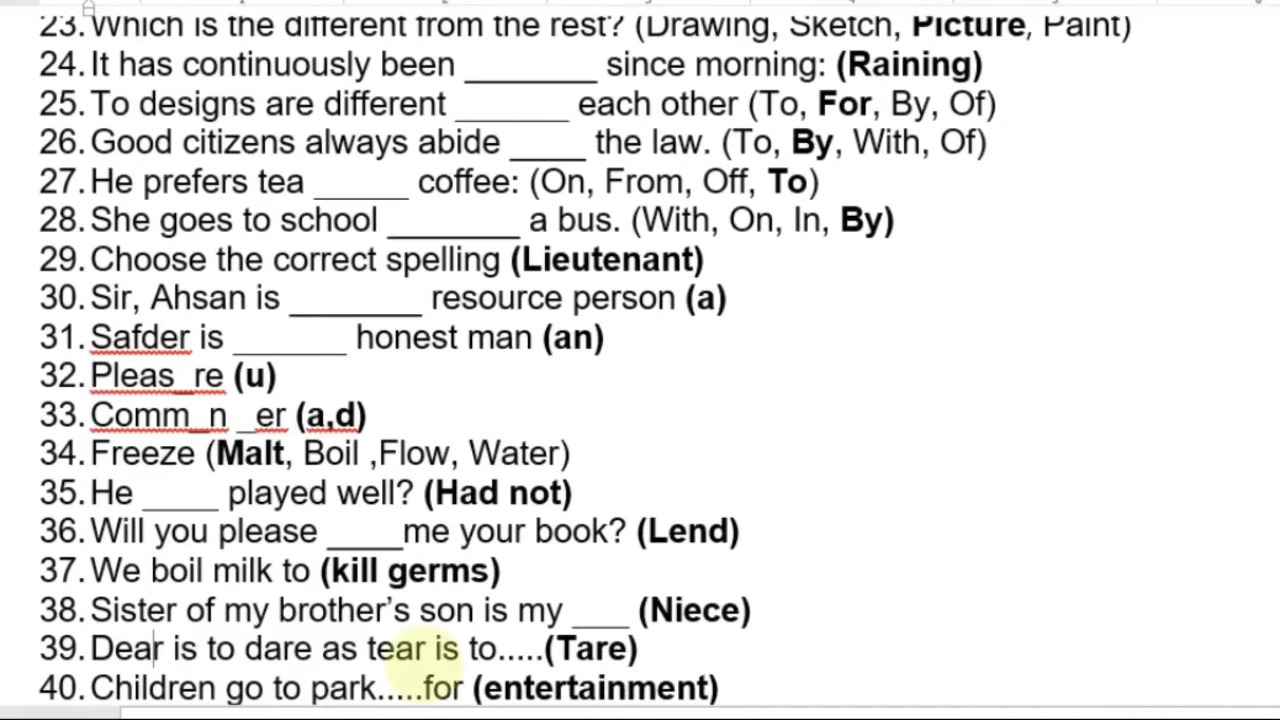 23. Which is the different from the rest? (Drawing, Sketch, Picture, Paint)
24. It has continuously been ________ since morning: (Raining)
25. To designs are different _______ each other (To, For, By, Of)
26. Good citizens always abide _____ the law. (To, By, With, Of)
27. He prefers tea ______ coffee: (On, From, Off, To)
28. She goes to school ________ a bus. (With, On, In, By)
29. Choose the correct spelling (Lieutenant)
30. Sir, Ahsan is ________ resource person (a)
31. Safder is _______ honest man (an)
32. Pleas_re (u)
33. Comm_n _er (a,d)
34. Freeze (Malt, Boil ,Flow, Water)
35. He _____ played well? (Had not)
36. Will you please _____me your book? (Lend)
37. We boil milk to (kill germs)
38. Sister of my brother's son is my ____ (Niece)
39. Dear is to dare as tear is to.....(Tare)
40. Children go to park.....for (entertainment)